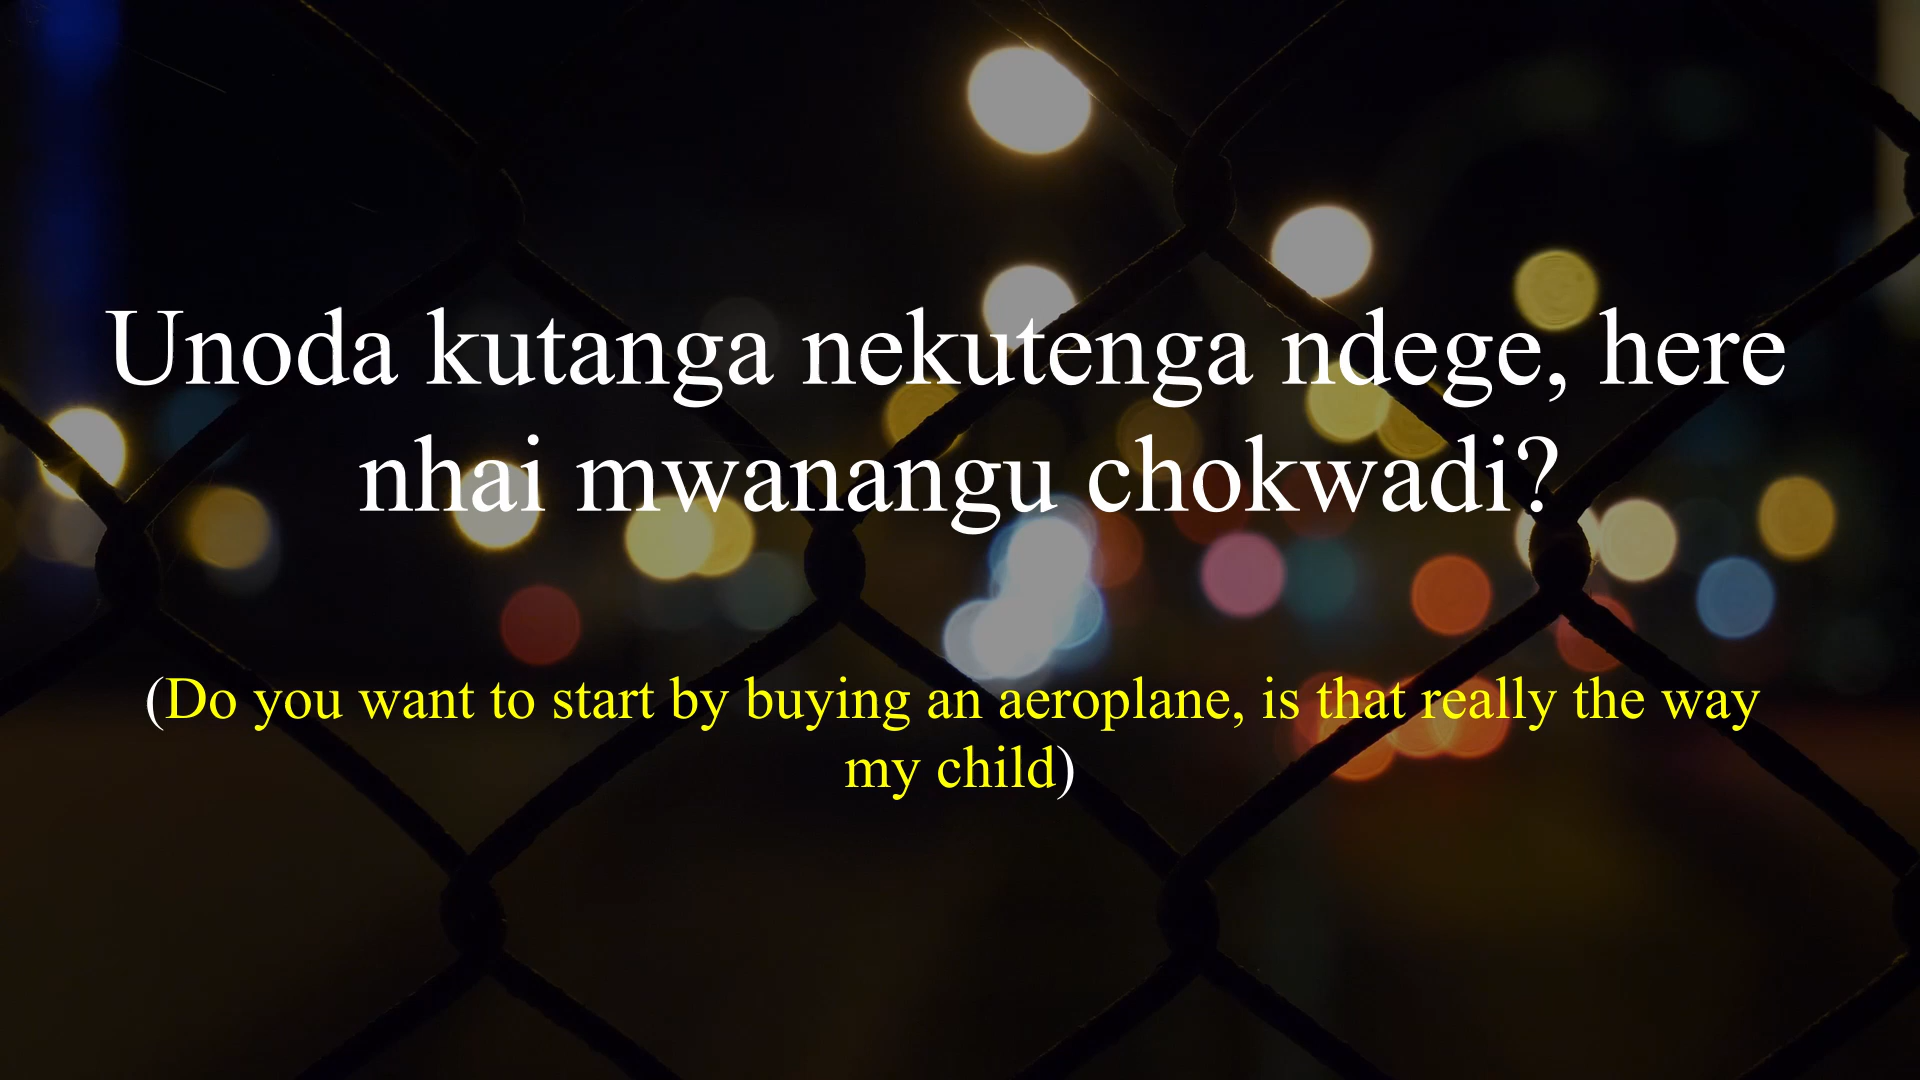 Unoda kutanga nekutenga ndege, here
nhai mwanangu chokwadi?
(Do you want to start by buying an aeroplane, is that really the way
my child)